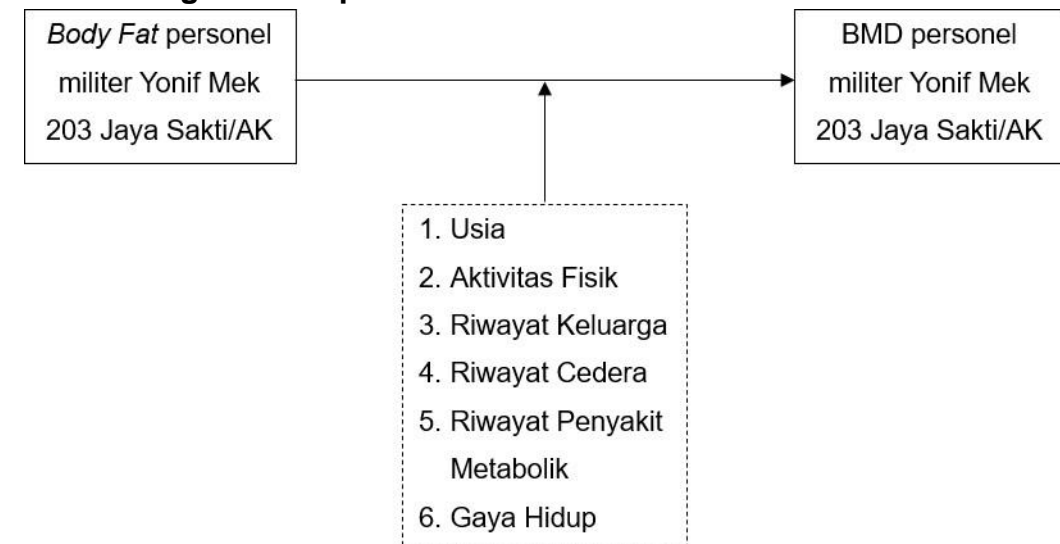 Body Fat personel
militer Yonif Mek
203 Jaya Sakti/AK
BMD personel
militer Yonif Mek
203 Jaya Sakti/AK
1. Usia
2. Aktivitas Fisik
3. Riwayat Keluarga
4. Riwayat Cedera
5. Riwayat Penyakit
Metabolik
6. Gaya Hidup